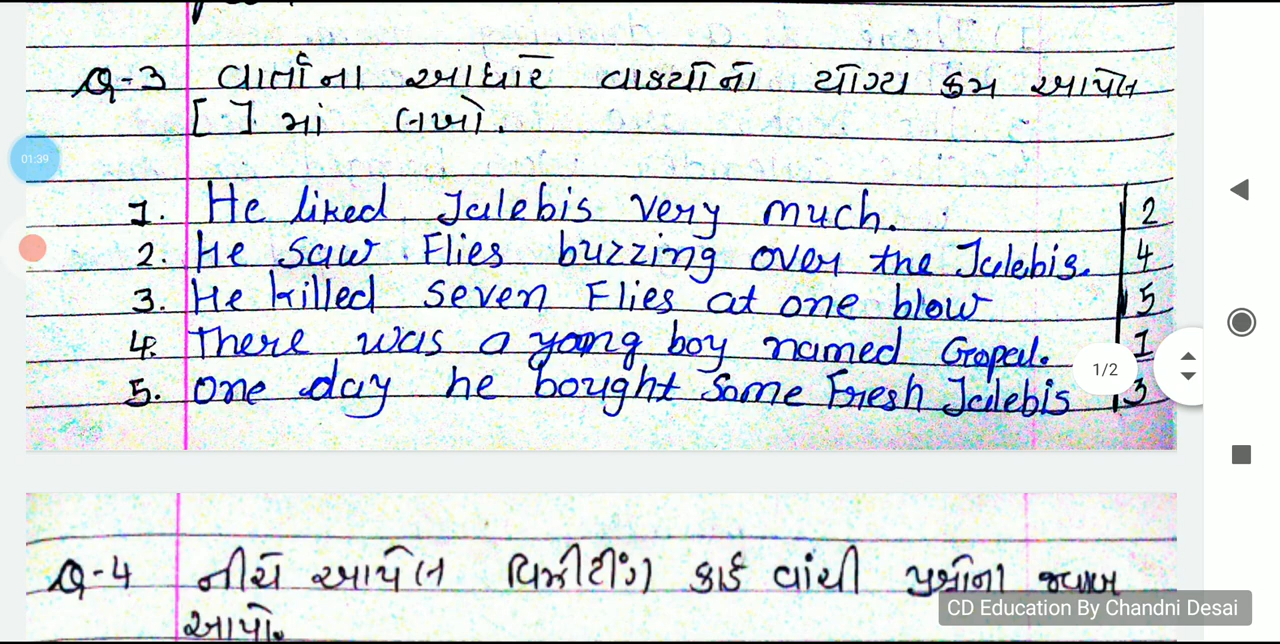 Q-3 વાર્તાના આધારે વાક્યોનો યોગ્ય ક્રમ આપેલ
[ ] માં લખો.
01:39
1. He liked Jalebis very much. 2
2. He saw Flies buzzing over the Jalebis. 4
3. He killed seven Flies at one blow 5
4. There was a yong boy named Gopal. 1
1/2
5. one day he bought Some Fresh Jalebis 3
Q-4 નીચે આપેલ વિઝીટીંગ કાર્ડ વાંચી પ્રશ્નોના જવાબ
આપો.
CD Education By Chandni Desai